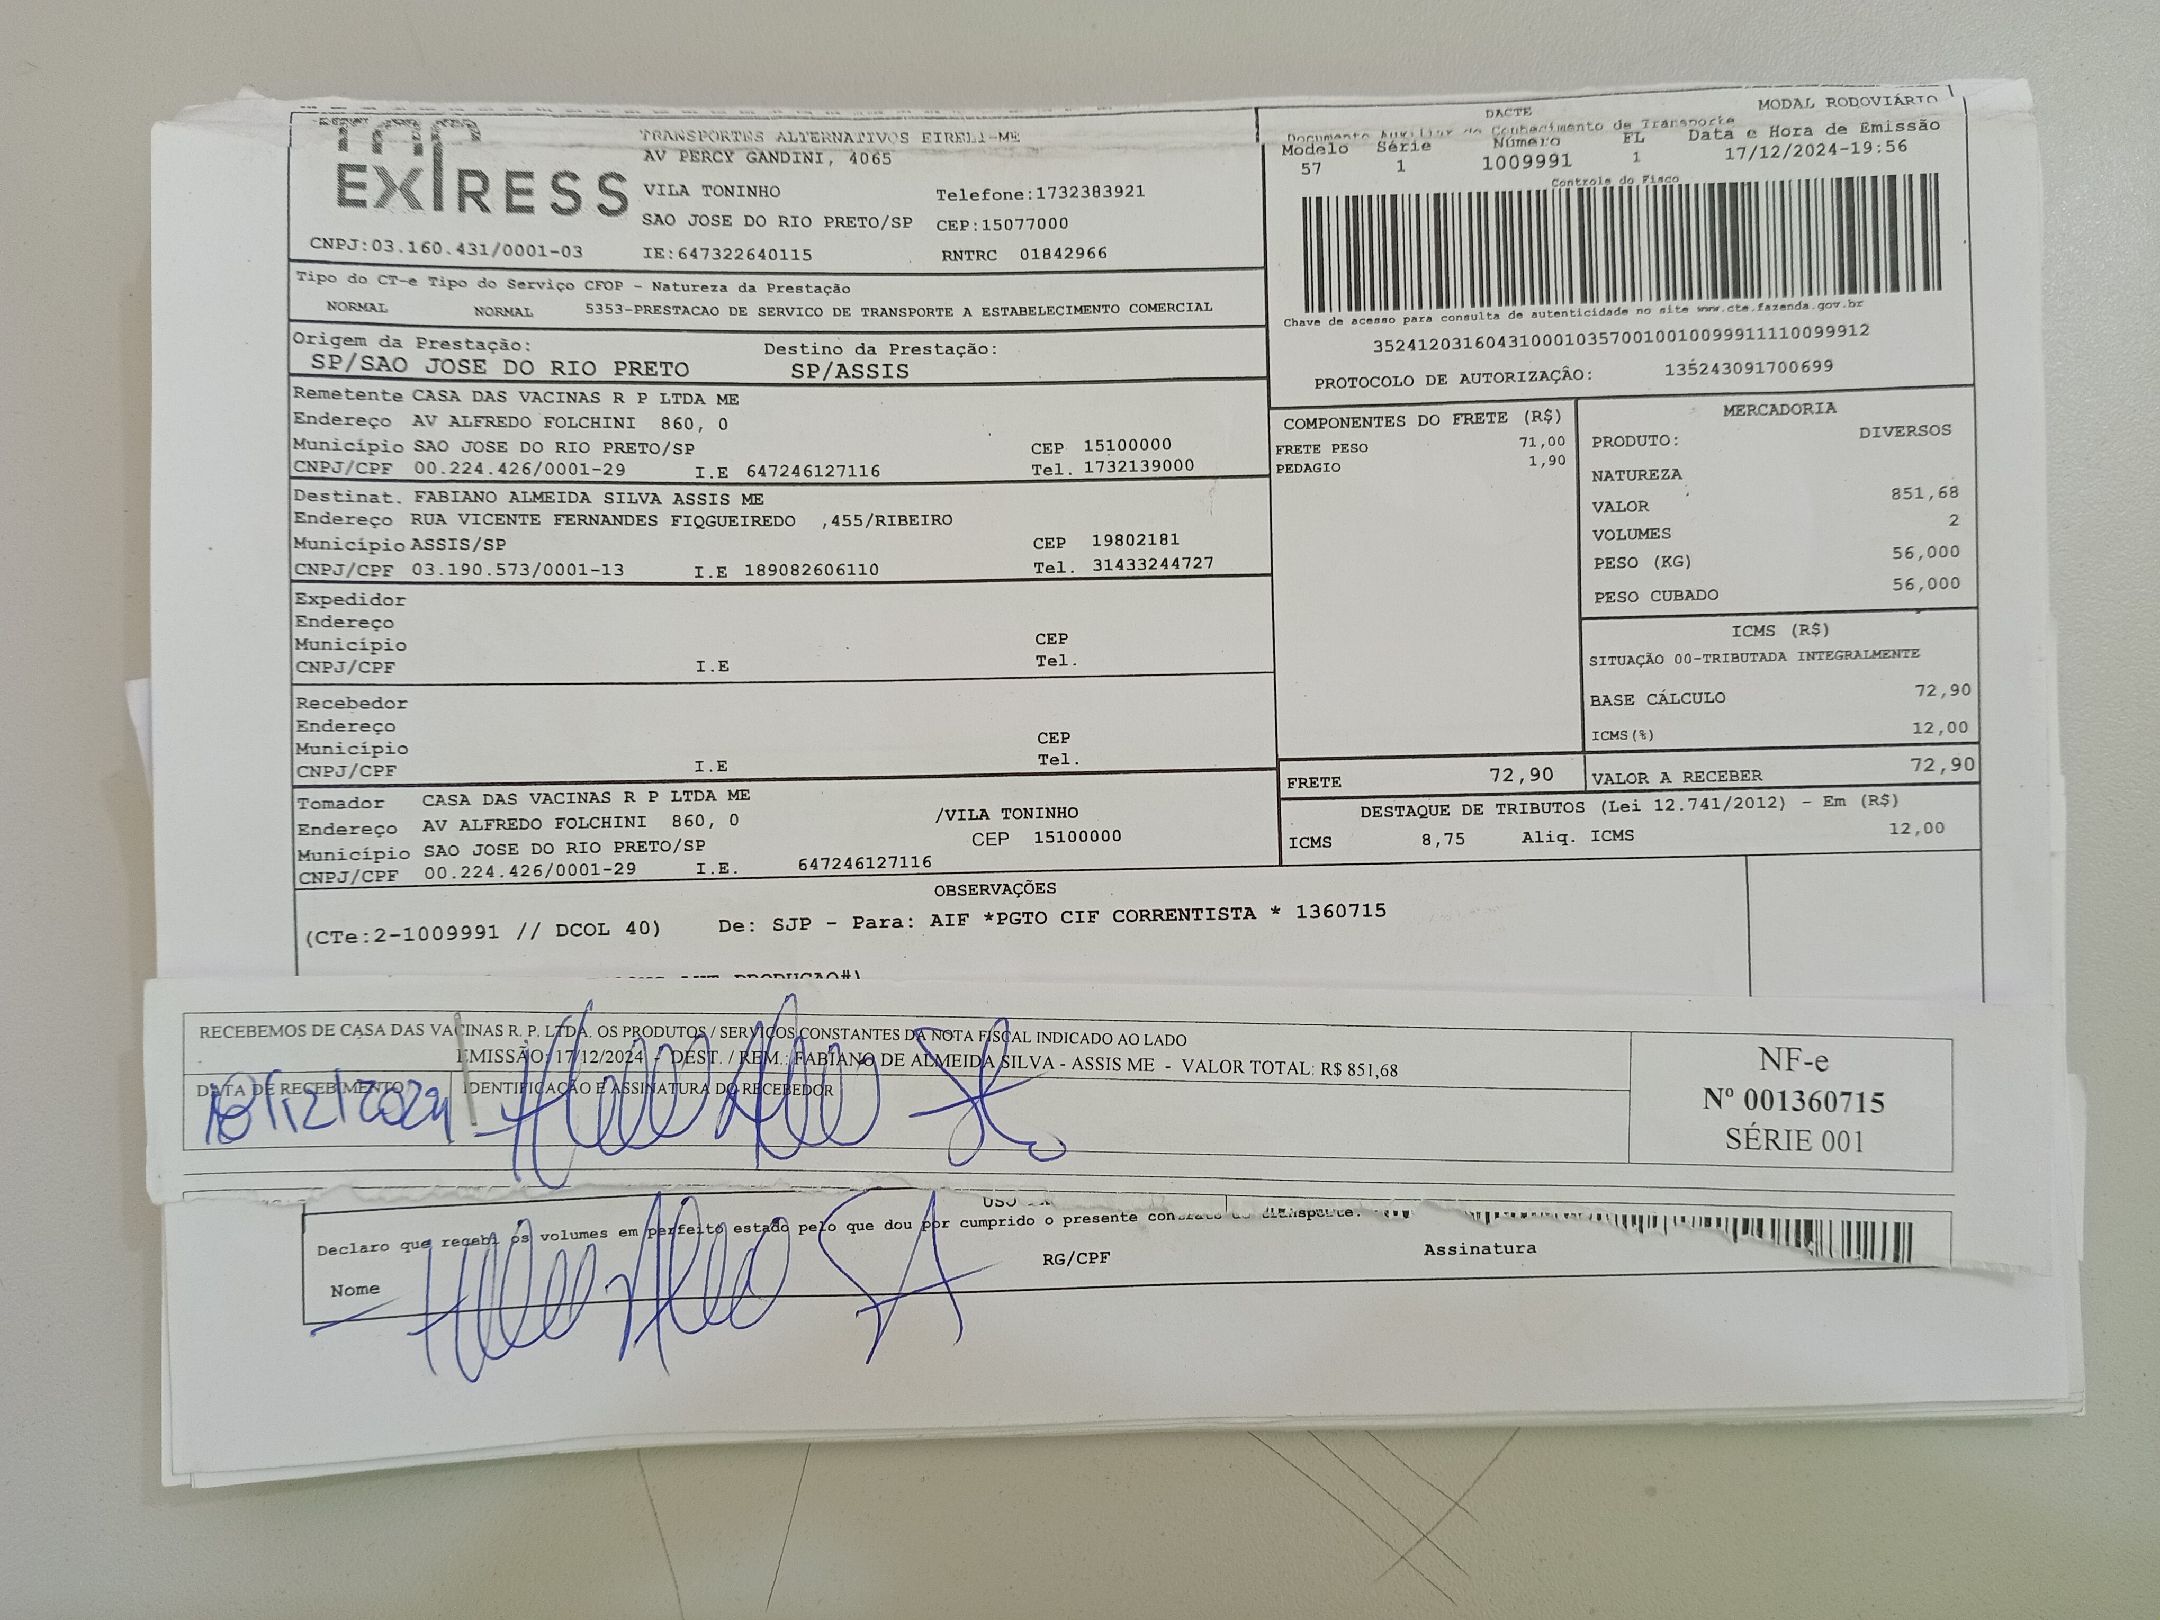 EXPRESS
TRANSPORTES ALTERNATIVOS EIRELI-ME
AV PERCY GANDINI, 4065
VILA TONINHO Telefone:1732383921
SAO JOSE DO RIO PRETO/SP CEP:15077000
CNPJ:03.160.431/0001-03 IE:647322640115 RNTRC 01842966
DACTE MODAL RODOVIÁRIO
Documento Auxiliar do Conhecimento de Transporte
Modelo Série Número FL Data e Hora de Emissão
57 1 1009991 1 17/12/2024-19:56
Controle do Fisco
Chave de acesso para consulta de autenticidade no site www.cte.fazenda.gov.br
35241203160431000103570010010099911110099912
PROTOCOLO DE AUTORIZAÇÂO: 135243091700699
Tipo do CT-e Tipo do Serviço CFOP - Natureza da Prestação
NORMAL NORMAL 5353-PRESTACAO DE SERVICO DE TRANSPORTE A ESTABELECIMENTO COMERCIAL
Origem da Prestação: Destino da Prestação:
SP/SAO JOSE DO RIO PRETO SP/ASSIS
Remetente CASA DAS VACINAS R P LTDA ME
Endereço AV ALFREDO FOLCHINI 860, 0
Município SAO JOSE DO RIO PRETO/SP CEP 15100000
CNPJ/CPF 00.224.426/0001-29 I.E 647246127116 Tel. 1732139000
Destinat. FABIANO ALMEIDA SILVA ASSIS ME
Endereço RUA VICENTE FERNANDES FIQGUEIREDO ,455/RIBEIRO
Município ASSIS/SP CEP 19802181
CNPJ/CPF 03.190.573/0001-13 I.E 189082606110 Tel. 31433244727
Expedidor
Endereço
Município CEP
CNPJ/CPF I.E Tel.
Recebedor
Endereço
Município CEP
CNPJ/CPF I.E Tel.
Tomador CASA DAS VACINAS R P LTDA ME
Endereço AV ALFREDO FOLCHINI 860, 0 /VILA TONINHO
Município SAO JOSE DO RIO PRETO/SP CEP 15100000
CNPJ/CPF 00.224.426/0001-29 I.E. 647246127116
COMPONENTES DO FRETE (R$)
FRETE PESO 71,00
PEDAGIO 1,90
MERCADORIA
PRODUTO: DIVERSOS
NATUREZA
VALOR 851,68
VOLUMES 2
PESO (KG) 56,000
PESO CUBADO 56,000
ICMS (R$)
SITUAÇÃO 00-TRIBUTADA INTEGRALMENTE
BASE CÁLCULO 72,90
ICMS(%) 12,00
FRETE 72,90 VALOR A RECEBER 72,90
DESTAQUE DE TRIBUTOS (Lei 12.741/2012) - Em (R$)
ICMS 8,75 Aliq. ICMS 12,00
OBSERVAÇÕES
(CTe:2-1009991 // DCOL 40) De: SJP - Para: AIF *PGTO CIF CORRENTISTA * 1360715
RECEBEMOS DE CASA DAS VACINAS R. P. LTDA. OS PRODUTOS / SERVIÇOS CONSTANTES DA NOTA FISCAL INDICADO AO LADO
EMISSÃO: 17/12/2024 - DEST. / REM.: FABIANO DE ALMEIDA SILVA - ASSIS ME - VALOR TOTAL: R$ 851,68
DATA DE RECEBIMENTO IDENTIFICAÇÃO E ASSINATURA DO RECEBEDOR
18/12/2024
NF-e
Nº 001360715
SÉRIE 001
Declaro que recebi os volumes em perfeito estado pelo que dou por cumprido o presente contrato de transporte.
Nome RG/CPF Assinatura